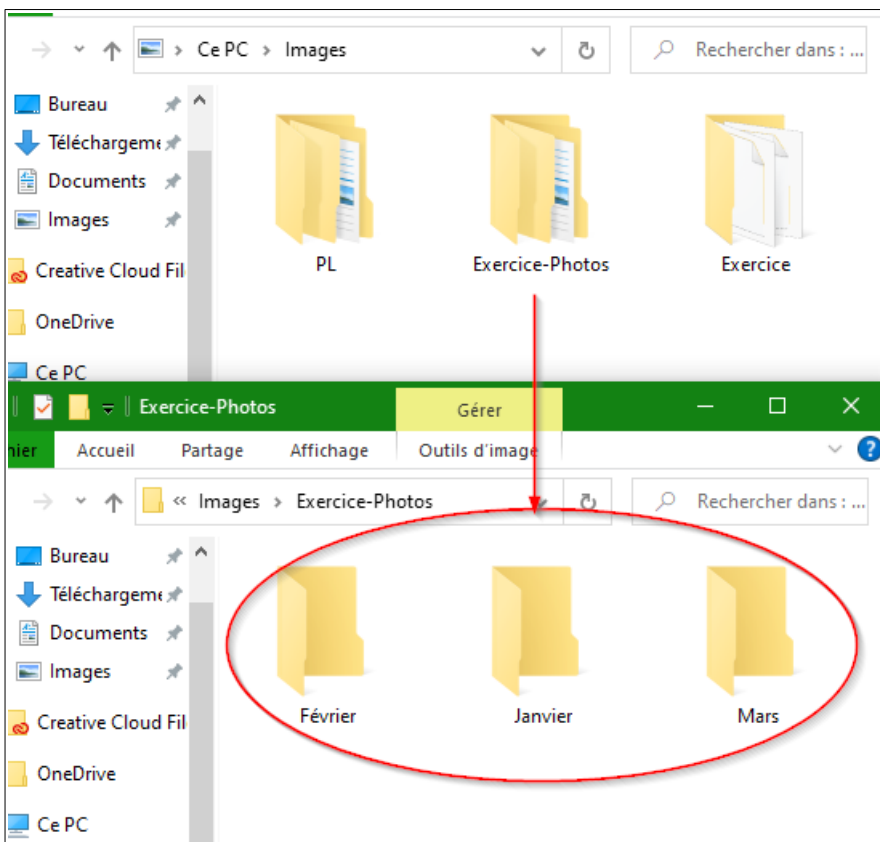 Ce PC > Images
Rechercher dans : ...
Bureau
Téléchargeme
Documents
Images
Creative Cloud Fil
OneDrive
Ce PC
PL
Exercice-Photos
Exercice
Exercice-Photos
Gérer
nier Accueil Partage Affichage Outils d'image
« Images > Exercice-Photos
Rechercher dans : ...
Bureau
Téléchargeme
Documents
Images
Creative Cloud Fil
OneDrive
Ce PC
Février
Janvier
Mars